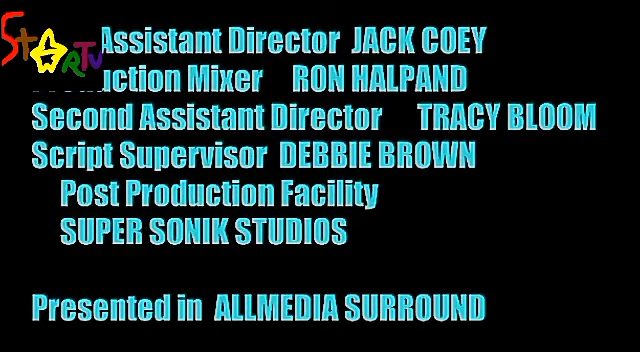 StarTV
Assistant Director JACK COEY
uction Mixer RON HALPAND
Second Assistant Director TRACY BLOOM
Script Supervisor DEBBIE BROWN
Post Production Facility
SUPER SONIK STUDIOS
Presented in ALLMEDIA SURROUND